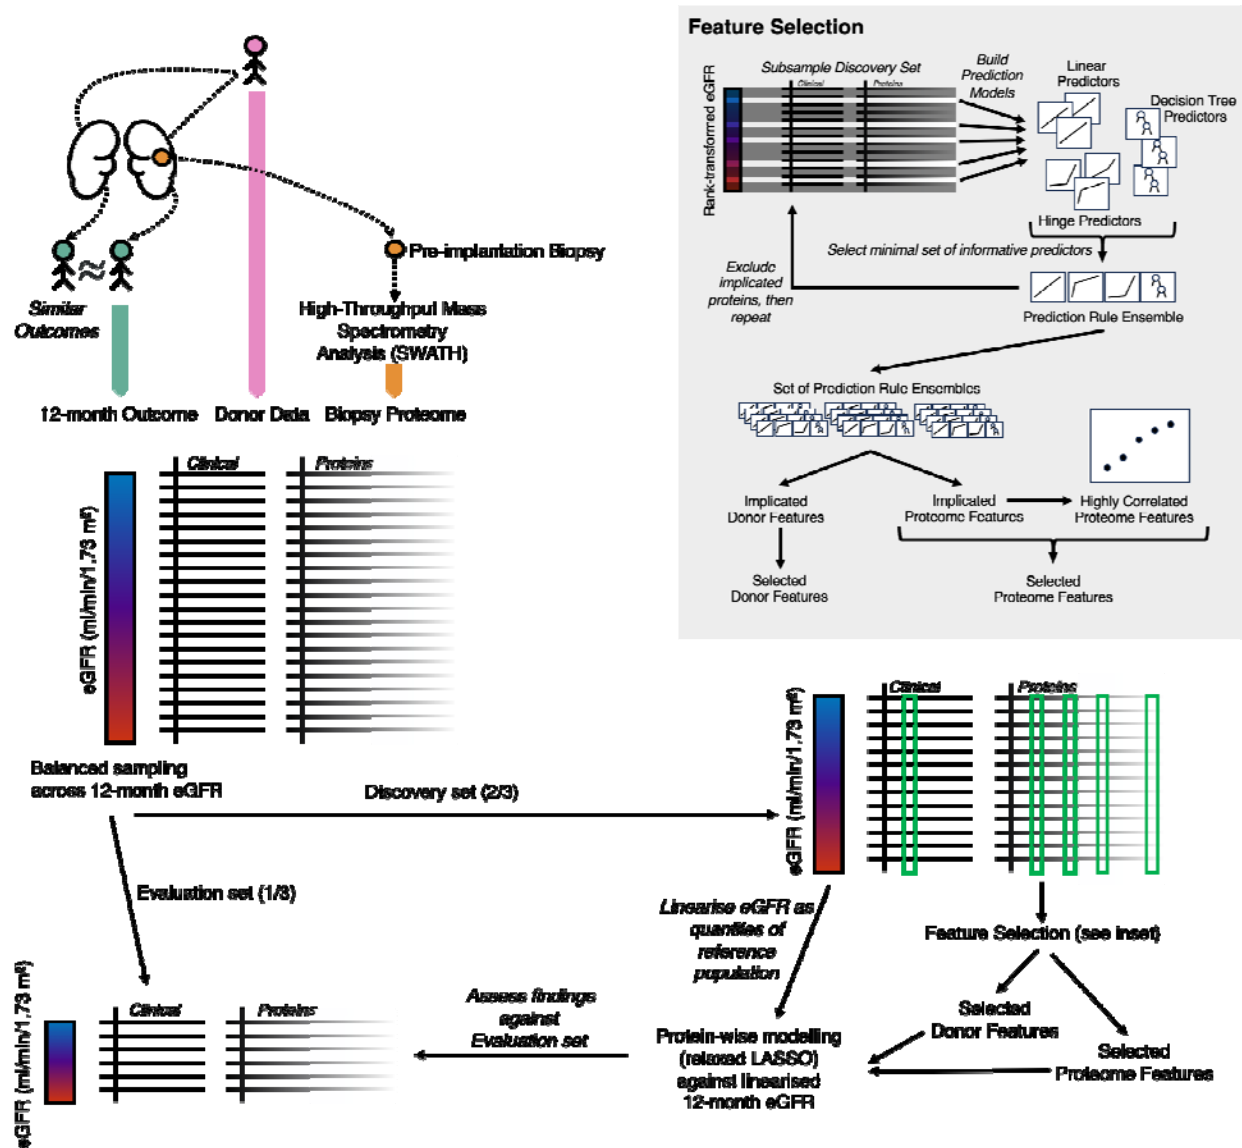 Similar
Outcomes
Pre-implantation Biopsy
High-Throughput Mass
Spectrometry
Analysis (SWATH)
12-month Outcome
Donor Data
Biopsy Proteome
Clinical
Proteins
eGFR (ml/min/1.73 m²)
Balanced sampling
across 12-month eGFR
Feature Selection
Subsample Discovery Set
Clinical
Proteins
Rank-transformed eGFR
Build
Prediction
Models
Linear
Predictors
Decision Tree
Predictors
Hinge Predictors
Select minimal set of informative predictors
Exclude
implicated
proteins, then
repeat
Prediction Rule Ensemble
Set of Prediction Rule Ensembles
Implicated
Donor Features
Implicated
Proteome Features
Highly Correlated
Proteome Features
Selected
Donor Features
Selected
Proteome Features
Discovery set (2/3)
Evaluation set (1/3)
Clinical
Proteins
eGFR (ml/min/1.73 m²)
Linearise eGFR as
quantiles of
reference
population
Feature Selection (see inset)
Selected
Donor Features
Selected
Proteome Features
Protein-wise modelling
(relaxed LASSO)
against linearised
12-month eGFR
Assess findings
against
Evaluation set
Clinical
Proteins
eGFR (ml/min/1.73 m²)